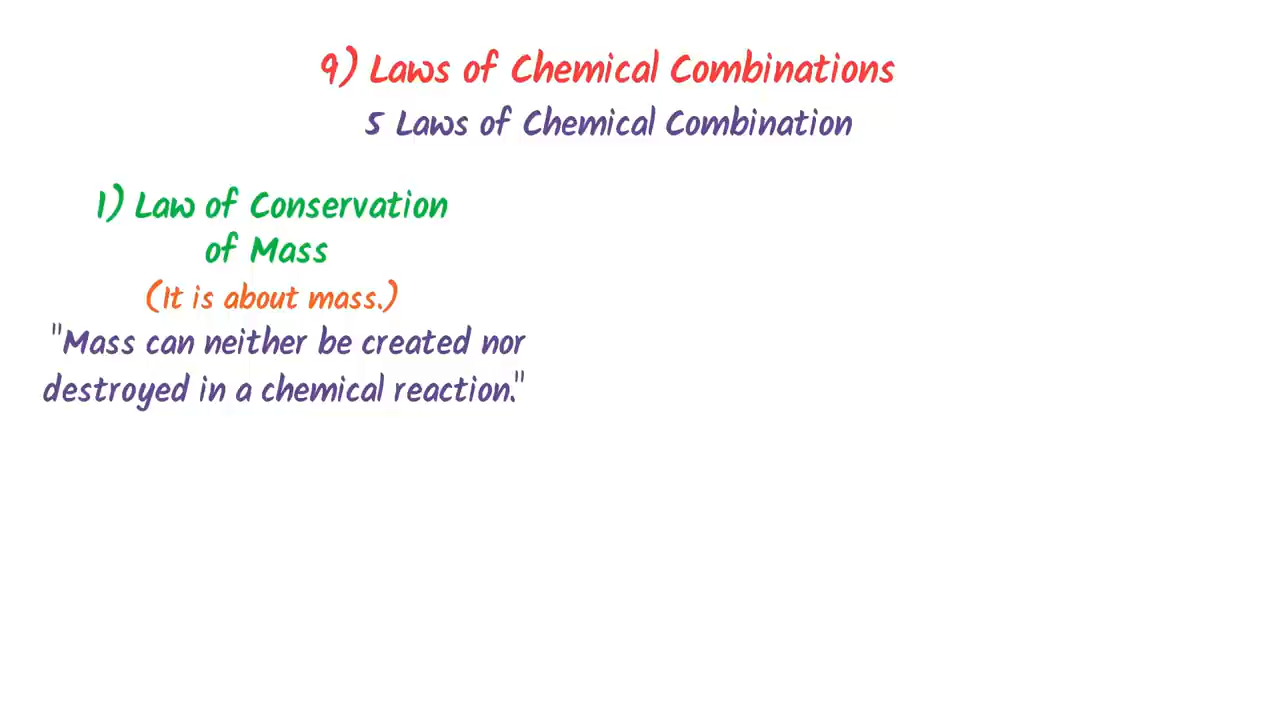 9) Laws of Chemical Combinations
5 Laws of Chemical Combination
1) Law of Conservation
of Mass
(It is about mass.)
"Mass can neither be created nor
destroyed in a chemical reaction."